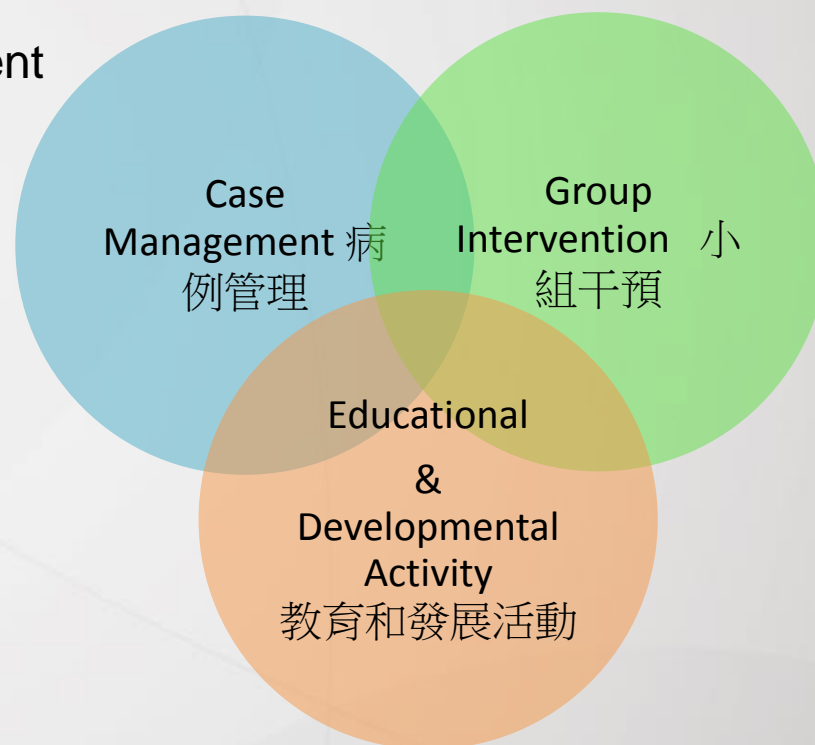 ent
Case
Management 病
例管理
Group
Intervention 小
組干預
Educational
&
Developmental
Activity
教育和發展活動